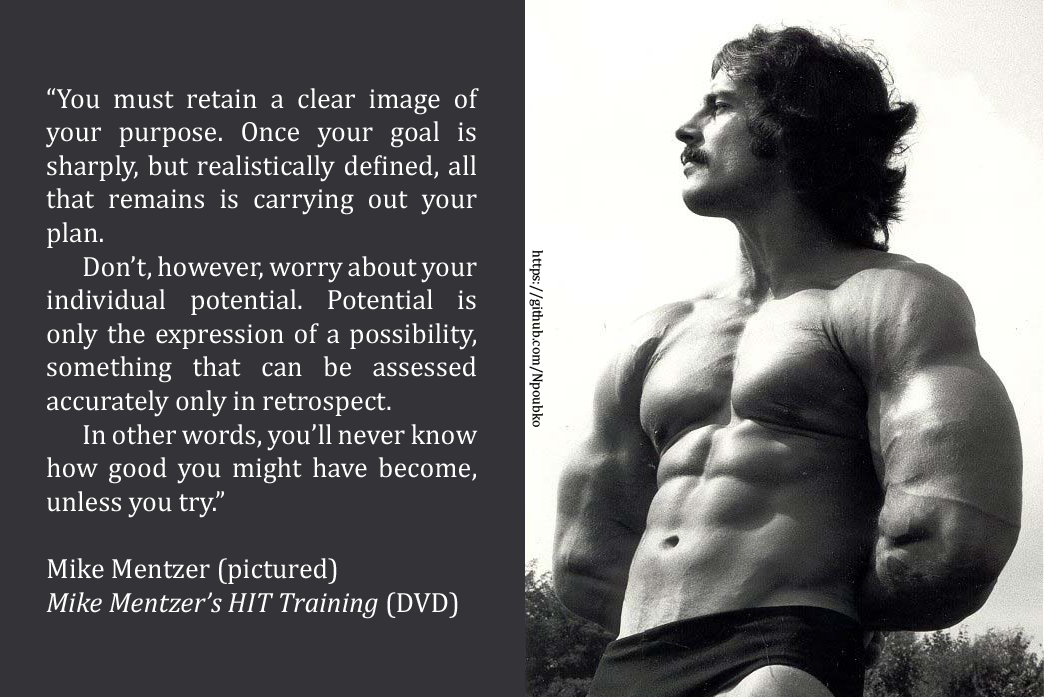 “You must retain a clear image of
your purpose. Once your goal is
sharply, but realistically defined, all
that remains is carrying out your
plan.
Don’t, however, worry about your
individual potential. Potential is
only the expression of a possibility,
something that can be assessed
accurately only in retrospect.
In other words, you’ll never know
how good you might have become,
unless you try.”
Mike Mentzer (pictured)
Mike Mentzer’s HIT Training (DVD)
https://github.com/Npoubko